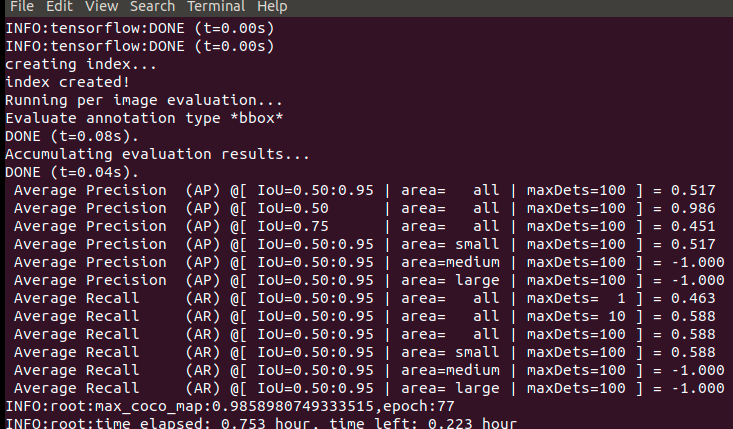 File Edit View Search Terminal Help
INFO:tensorflow:DONE (t=0.00s)
INFO:tensorflow:DONE (t=0.00s)
creating index...
index created!
Running per image evaluation...
Evaluate annotation type *bbox*
DONE (t=0.08s).
Accumulating evaluation results...
DONE (t=0.04s).
 Average Precision  (AP) @[ IoU=0.50:0.95 | area=   all | maxDets=100 ] = 0.517
 Average Precision  (AP) @[ IoU=0.50      | area=   all | maxDets=100 ] = 0.986
 Average Precision  (AP) @[ IoU=0.75      | area=   all | maxDets=100 ] = 0.451
 Average Precision  (AP) @[ IoU=0.50:0.95 | area= small | maxDets=100 ] = 0.517
 Average Precision  (AP) @[ IoU=0.50:0.95 | area=medium | maxDets=100 ] = -1.000
 Average Precision  (AP) @[ IoU=0.50:0.95 | area= large | maxDets=100 ] = -1.000
 Average Recall     (AR) @[ IoU=0.50:0.95 | area=   all | maxDets=  1 ] = 0.463
 Average Recall     (AR) @[ IoU=0.50:0.95 | area=   all | maxDets= 10 ] = 0.588
 Average Recall     (AR) @[ IoU=0.50:0.95 | area=   all | maxDets=100 ] = 0.588
 Average Recall     (AR) @[ IoU=0.50:0.95 | area= small | maxDets=100 ] = 0.588
 Average Recall     (AR) @[ IoU=0.50:0.95 | area=medium | maxDets=100 ] = -1.000
 Average Recall     (AR) @[ IoU=0.50:0.95 | area= large | maxDets=100 ] = -1.000
INFO:root:max_coco_map:0.9858980749333515,epoch:77
INFO:root:time elapsed: 0.753 hour, time left: 0.223 hour